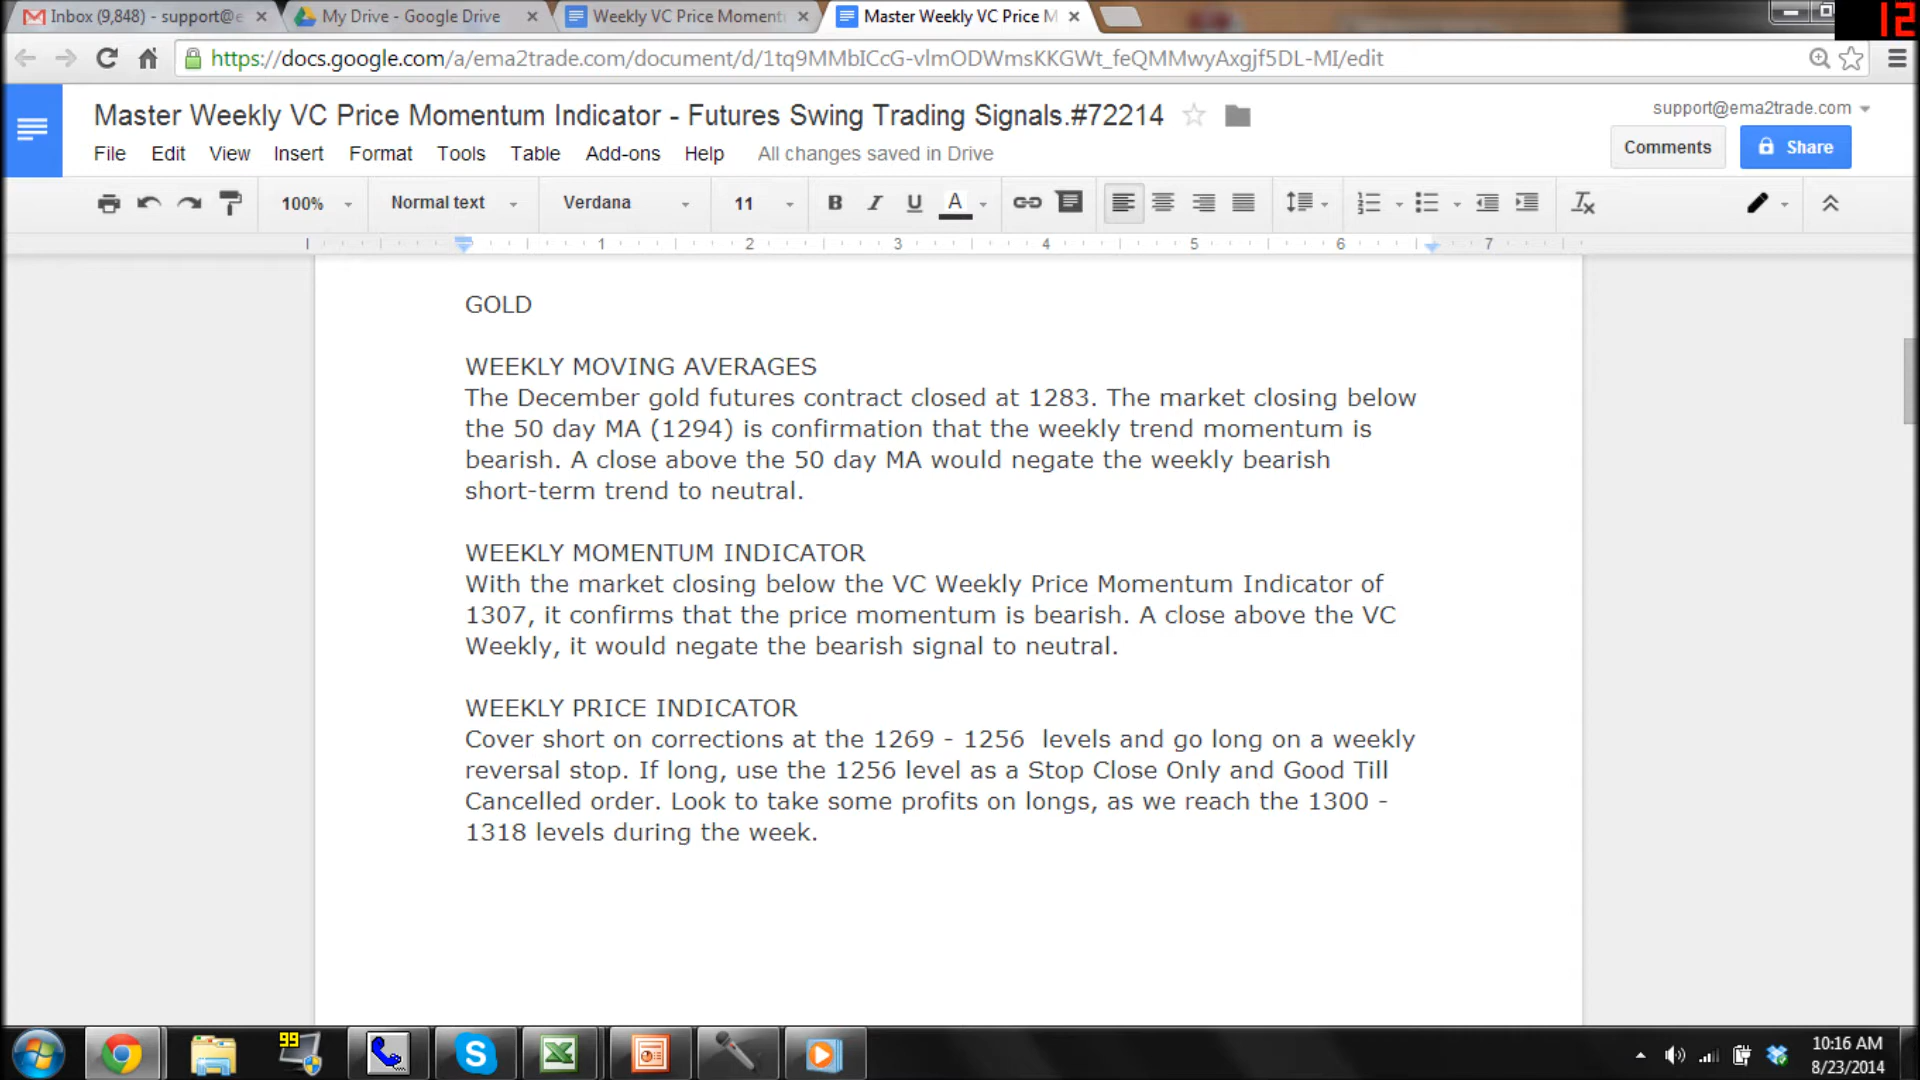 Inbox (9,848) - support@e
My Drive - Google Drive
Weekly VC Price Moment
Master Weekly VC Price M
12
https://docs.google.com/a/ema2trade.com/document/d/1tq9MMbICcG-vlmODWmsKKGWt_feQMMwyAxgjf5DL-MI/edit
Master Weekly VC Price Momentum Indicator - Futures Swing Trading Signals.#72214
support@ema2trade.com
File Edit View Insert Format Tools Table Add-ons Help All changes saved in Drive
Comments
Share
100% Normal text Verdana 11 B I U A
1 2 3 4 5 6 7
GOLD
WEEKLY MOVING AVERAGES
The December gold futures contract closed at 1283. The market closing below
the 50 day MA (1294) is confirmation that the weekly trend momentum is
bearish. A close above the 50 day MA would negate the weekly bearish
short-term trend to neutral.
WEEKLY MOMENTUM INDICATOR
With the market closing below the VC Weekly Price Momentum Indicator of
1307, it confirms that the price momentum is bearish. A close above the VC
Weekly, it would negate the bearish signal to neutral.
WEEKLY PRICE INDICATOR
Cover short on corrections at the 1269 - 1256  levels and go long on a weekly
reversal stop. If long, use the 1256 level as a Stop Close Only and Good Till
Cancelled order. Look to take some profits on longs, as we reach the 1300 -
1318 levels during the week.
99
10:16 AM
8/23/2014